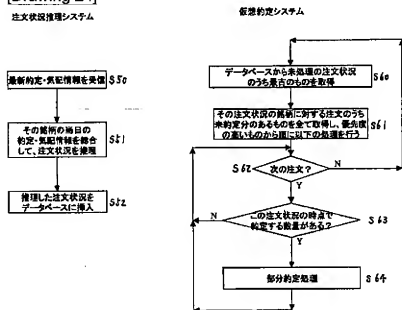 [Drawing 24]
注文状況推理システム
最新約定・気配情報を受信 S50
その銘柄の当日の
約定・気配情報を総合
して、注文状況を推理
S51
推理した注文状況を
データベースに挿入
S52
仮想約定システム
データベースから未処理の注文状況
のうち最古のものを取得
S60
その注文状況の銘柄に対する注文のうち
未約定分のあるものを全て取得し、優先度
の高いものから順に以下の処理を行う
S61
S62 次の注文？ N
Y
N この注文状況の時点で
約定する数量がある？ S63
Y
部分約定処理 S64